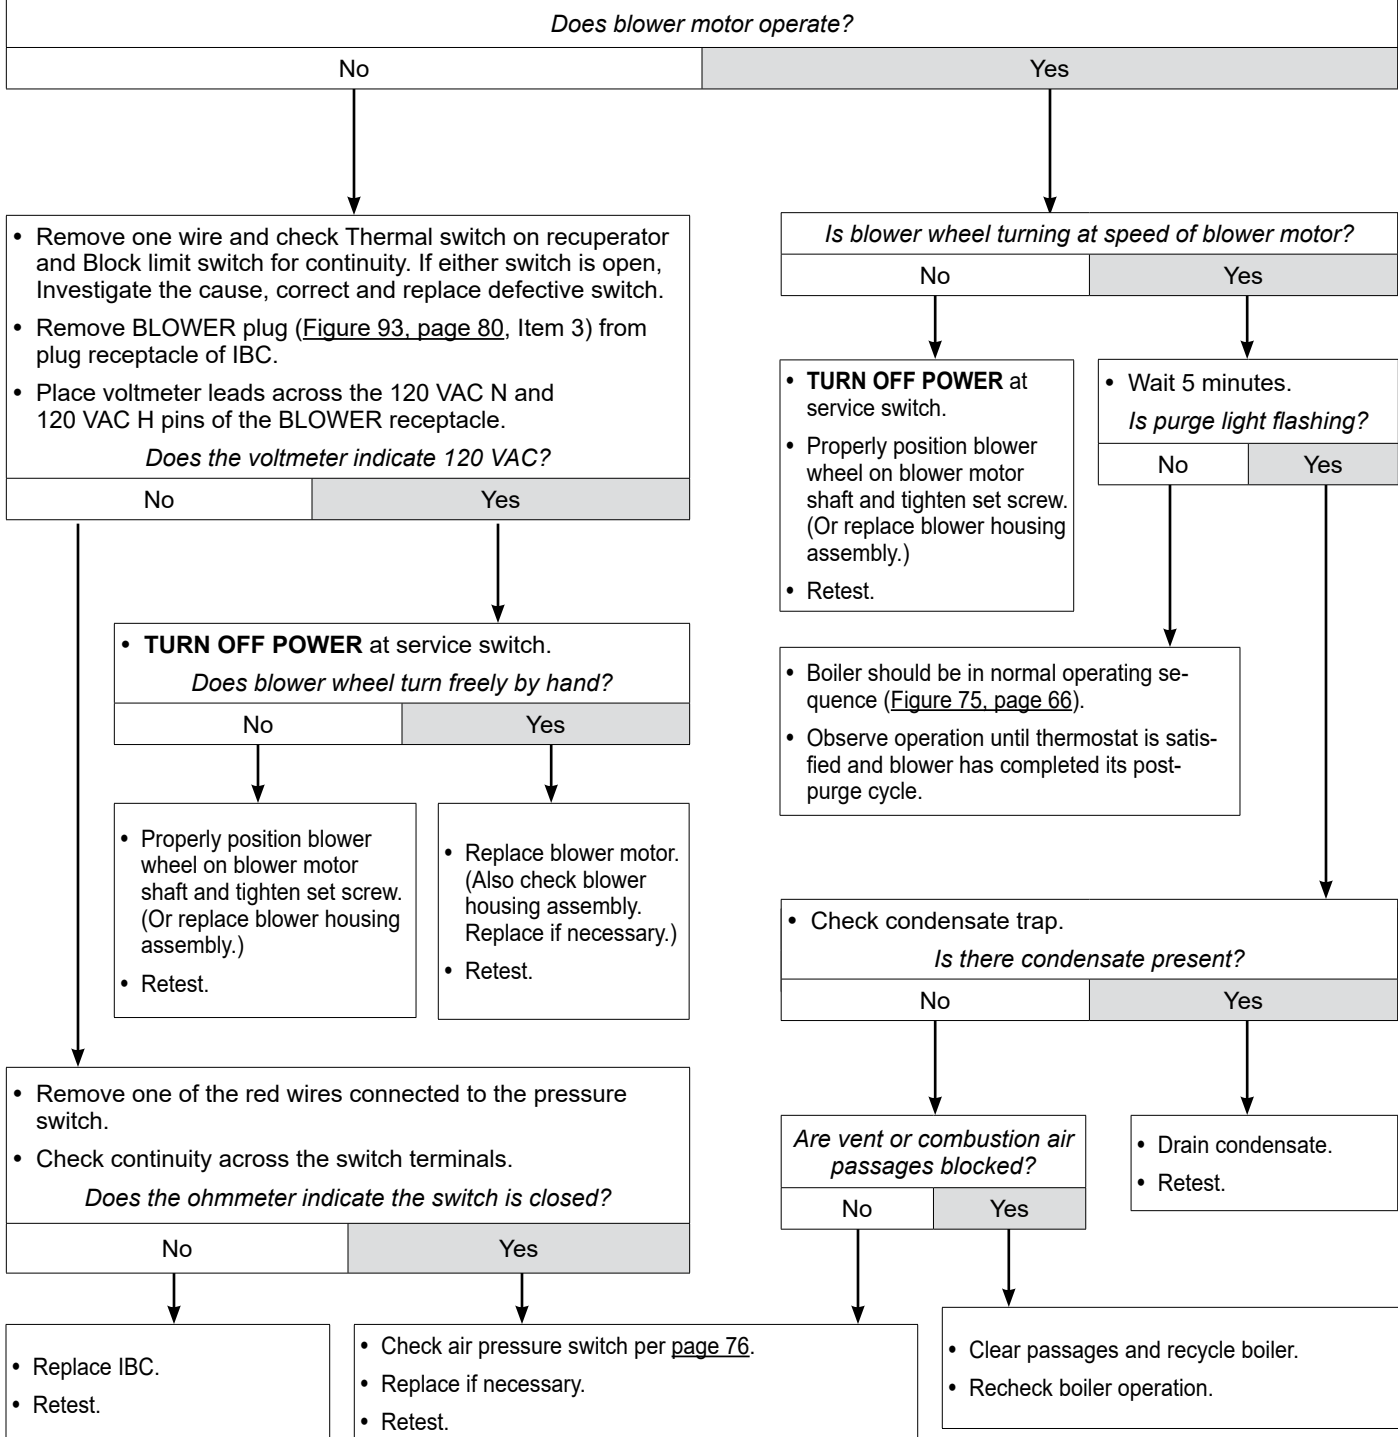 Does blower motor operate?
No
Yes
• Remove one wire and check Thermal switch on recuperator
and Block limit switch for continuity. If either switch is open,
Investigate the cause, correct and replace defective switch.
• Remove BLOWER plug (Figure 93, page 80, Item 3) from
plug receptacle of IBC.
• Place voltmeter leads across the 120 VAC N and
120 VAC H pins of the BLOWER receptacle.
Does the voltmeter indicate 120 VAC?
No
Yes
• TURN OFF POWER at service switch.
Does blower wheel turn freely by hand?
No
Yes
• Properly position blower
wheel on blower motor
shaft and tighten set screw.
(Or replace blower housing
assembly.)
• Retest.
• Replace blower motor.
(Also check blower
housing assembly.
Replace if necessary.)
• Retest.
• Remove one of the red wires connected to the pressure
switch.
• Check continuity across the switch terminals.
Does the ohmmeter indicate the switch is closed?
No
Yes
• Replace IBC.
• Retest.
• Check air pressure switch per page 76.
• Replace if necessary.
• Retest.
Is blower wheel turning at speed of blower motor?
No
Yes
• TURN OFF POWER at
service switch.
• Properly position blower
wheel on blower motor
shaft and tighten set screw.
(Or replace blower housing
assembly.)
• Retest.
• Wait 5 minutes.
Is purge light flashing?
No
Yes
• Boiler should be in normal operating se-
quence (Figure 75, page 66).
• Observe operation until thermostat is satis-
fied and blower has completed its post-
purge cycle.
• Check condensate trap.
Is there condensate present?
No
Yes
Are vent or combustion air
passages blocked?
No
Yes
• Drain condensate.
• Retest.
• Clear passages and recycle boiler.
• Recheck boiler operation.